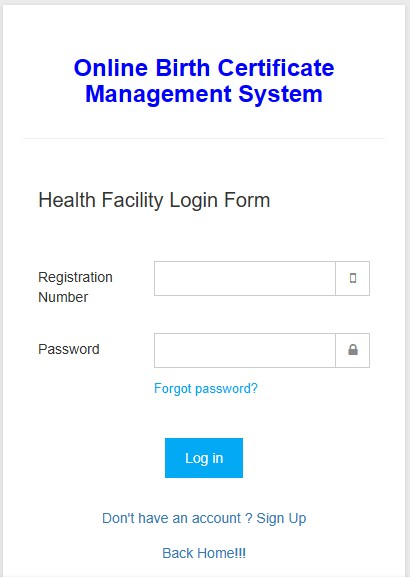 Online Birth Certificate
Management System
Health Facility Login Form
Registration
Number
Password
Forgot password?
Log in
Don't have an account ? Sign Up
Back Home!!!